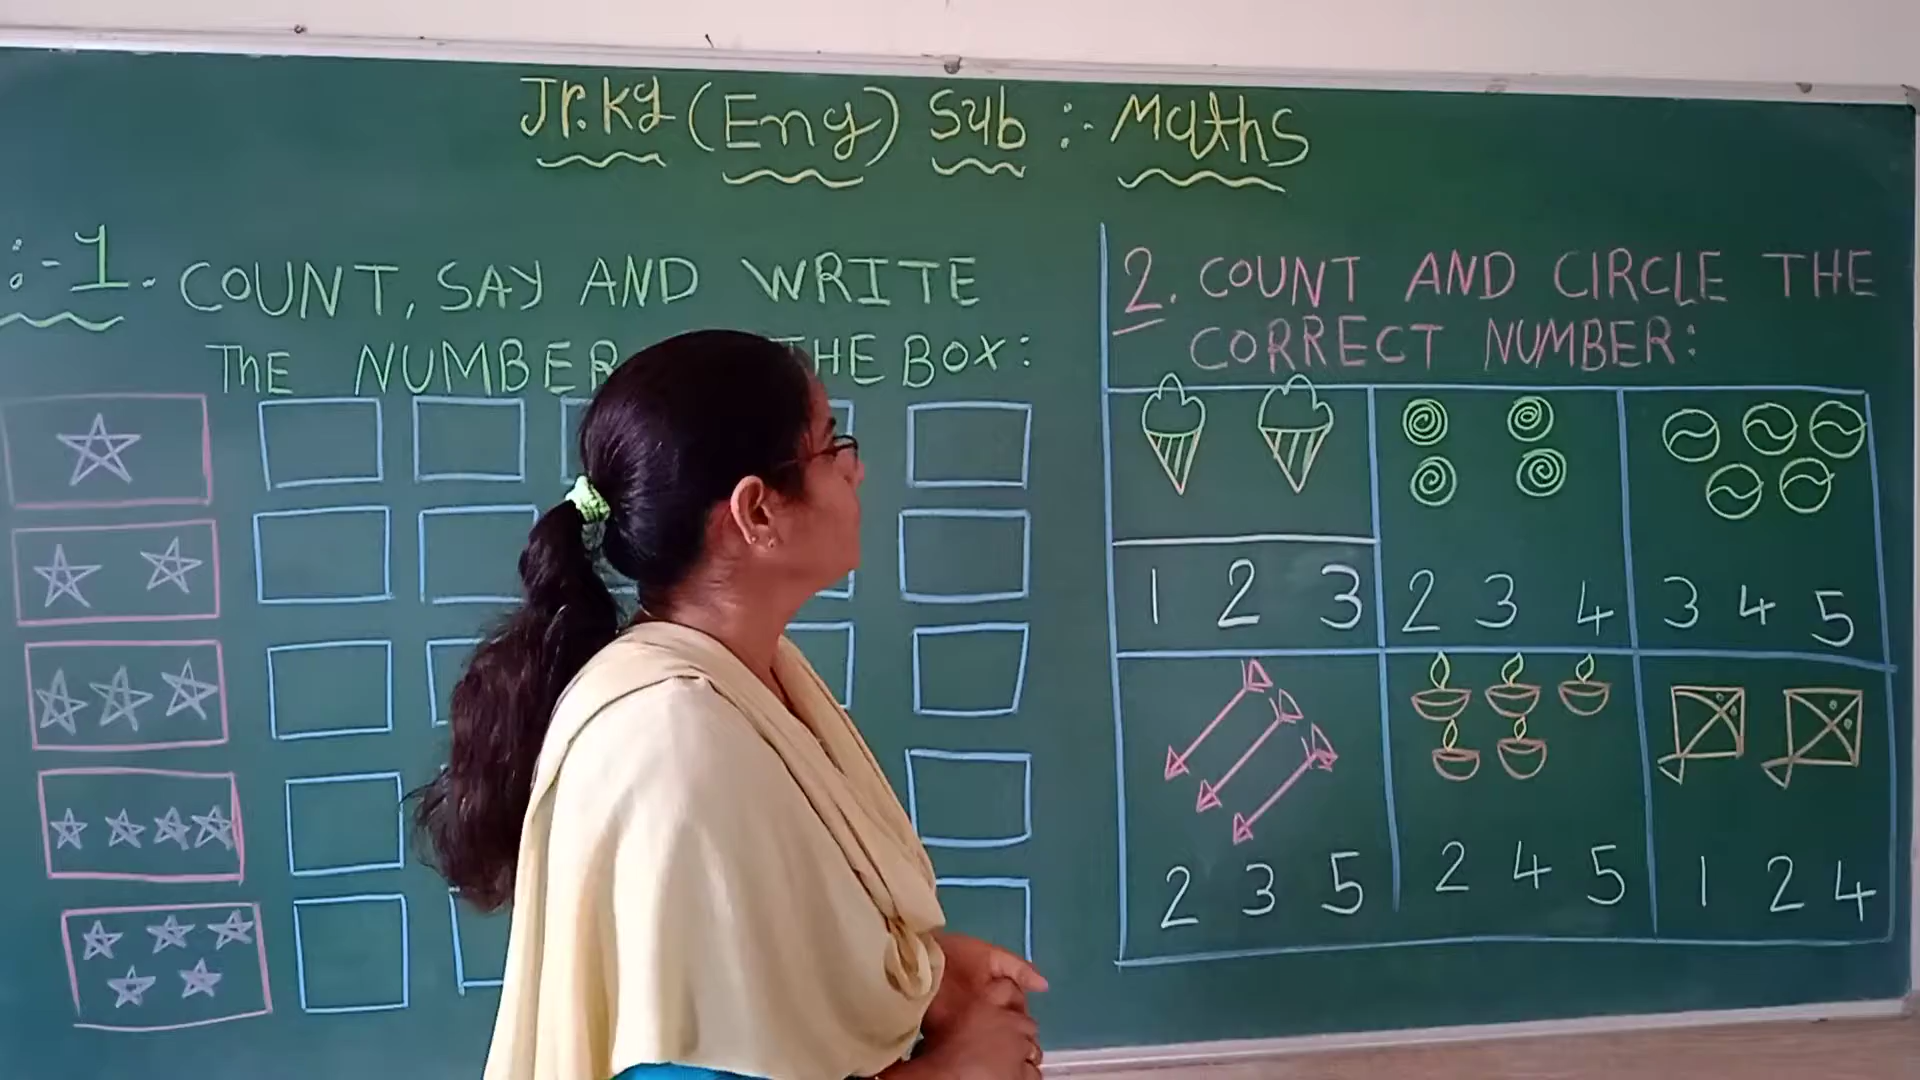 Jr.Kg (Eng) Sub :- Maths
:-1. COUNT, SAY AND WRITE
The NUMBER THE BOX:
2. COUNT AND CIRCLE THE
CORRECT NUMBER:
1 2 3
2 3 4
3 4 5
2 3 5
2 4 5
1 2 4